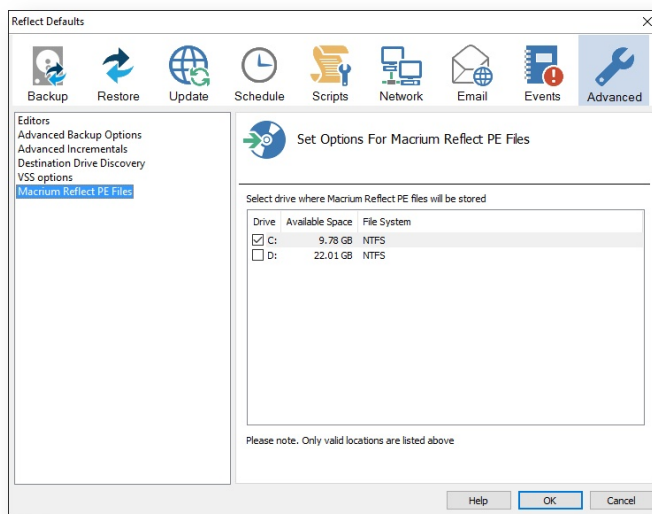 Reflect Defaults
Backup Restore Update Schedule Scripts Network Email Events Advanced
Editors
Advanced Backup Options
Advanced Incrementals
Destination Drive Discovery
VSS options
Macrium Reflect PE Files
Set Options For Macrium Reflect PE Files
Select drive where Macrium Reflect PE files will be stored
Drive Available Space File System
C: 9.78 GB NTFS
D: 22.01 GB NTFS
Please note. Only valid locations are listed above
Help OK Cancel